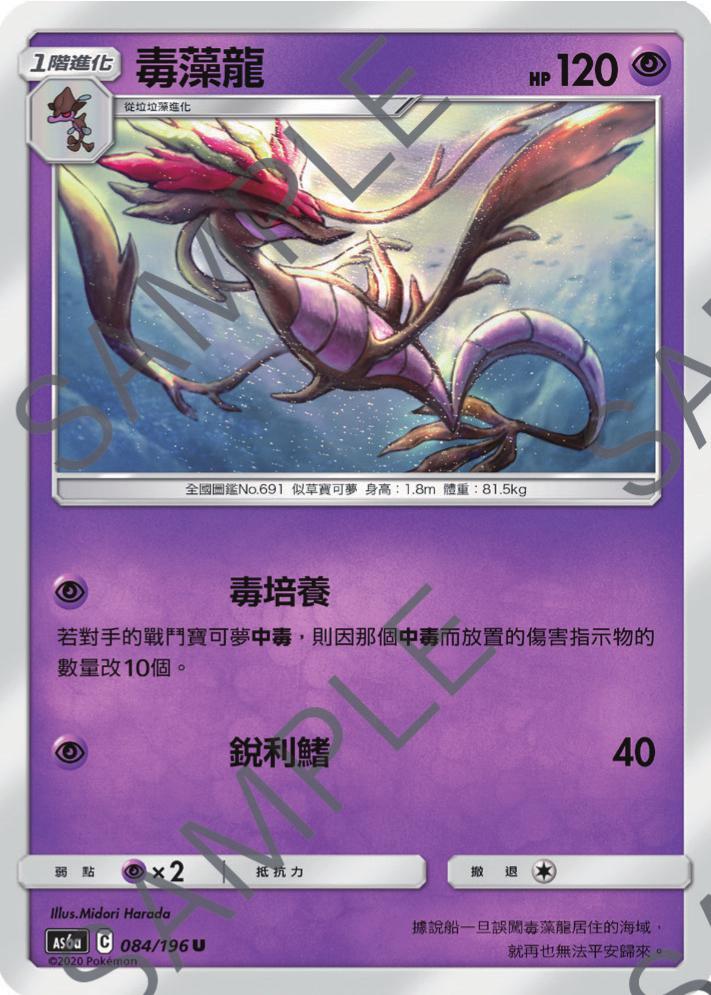 1階進化
毒藻龍
HP 120
從垃垃藻進化
全國圖鑑No.691 似草寶可夢 身高：1.8m 體重：81.5kg
毒培養
若對手的戰鬥寶可夢中毒，則因那個中毒而放置的傷害指示物的
數量改10個。
銳利鰭 40
弱點 ×2 抵抗力 撤退
Illus.Midori Harada
AS6a C 084/196 U
©2020 Pokémon
據說船一旦誤闖毒藻龍居住的海域，
就再也無法平安歸來。
SAMPLE
SAMPLE